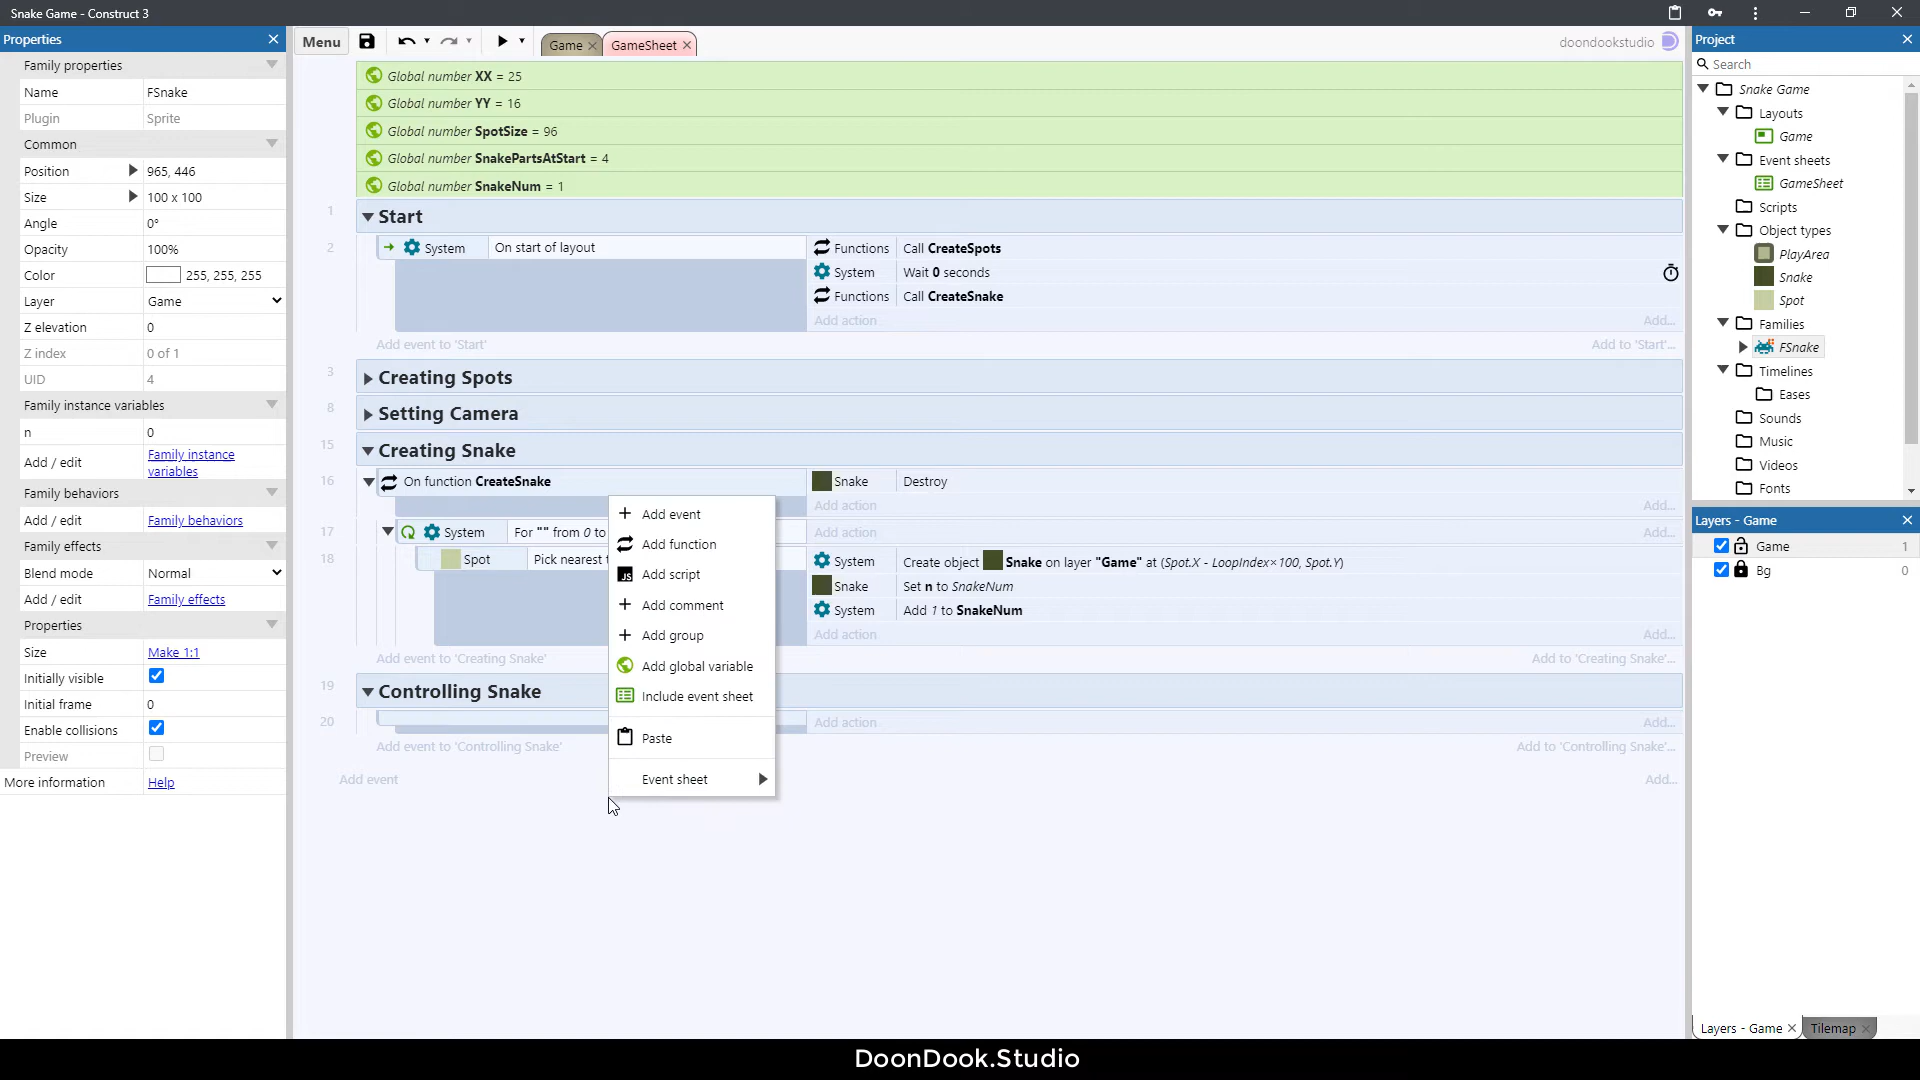 Snake Game - Construct 3
Properties
Family properties
Name FSnake
Plugin Sprite
Common
Position 965, 446
Size 100 x 100
Angle 0°
Opacity 100%
Color 255, 255, 255
Layer Game
Z elevation 0
Z index 0 of 1
UID 4
Family instance variables
n 0
Add / edit Family instance
variables
Family behaviors
Add / edit Family behaviors
Family effects
Blend mode Normal
Add / edit Family effects
Properties
Size Make 1:1
Initially visible
Initial frame 0
Enable collisions
Preview
More information Help
Menu
Game
GameSheet
doondookstudio
Global number XX = 25
Global number YY = 16
Global number SpotSize = 96
Global number SnakePartsAtStart = 4
Global number SnakeNum = 1
1 Start
2 System On start of layout Functions Call CreateSpots
System Wait 0 seconds
Functions Call CreateSnake
Add action Add...
Add event to 'Start' Add to 'Start'...
3 Creating Spots
8 Setting Camera
15 Creating Snake
16 On function CreateSnake Snake Destroy
Add action Add...
17 System For "" from 0 to Add action Add...
18 Spot Pick nearest t System Create object Snake on layer "Game" at (Spot.X - LoopIndex×100, Spot.Y)
Snake Set n to SnakeNum
System Add 1 to SnakeNum
Add action Add...
Add event to 'Creating Snake' Add to 'Creating Snake'...
19 Controlling Snake
20 Add action Add...
Add event to 'Controlling Snake' Add to 'Controlling Snake'...
Add event Add...
Add event
Add function
JS Add script
Add comment
Add group
Add global variable
Include event sheet
Paste
Event sheet
Project
Search
Snake Game
Layouts
Game
Event sheets
GameSheet
Scripts
Object types
PlayArea
Snake
Spot
Families
FSnake
Timelines
Eases
Sounds
Music
Videos
Fonts
Layers - Game
Game 1
Bg 0
Layers - Game
Tilemap
DoonDook.Studio